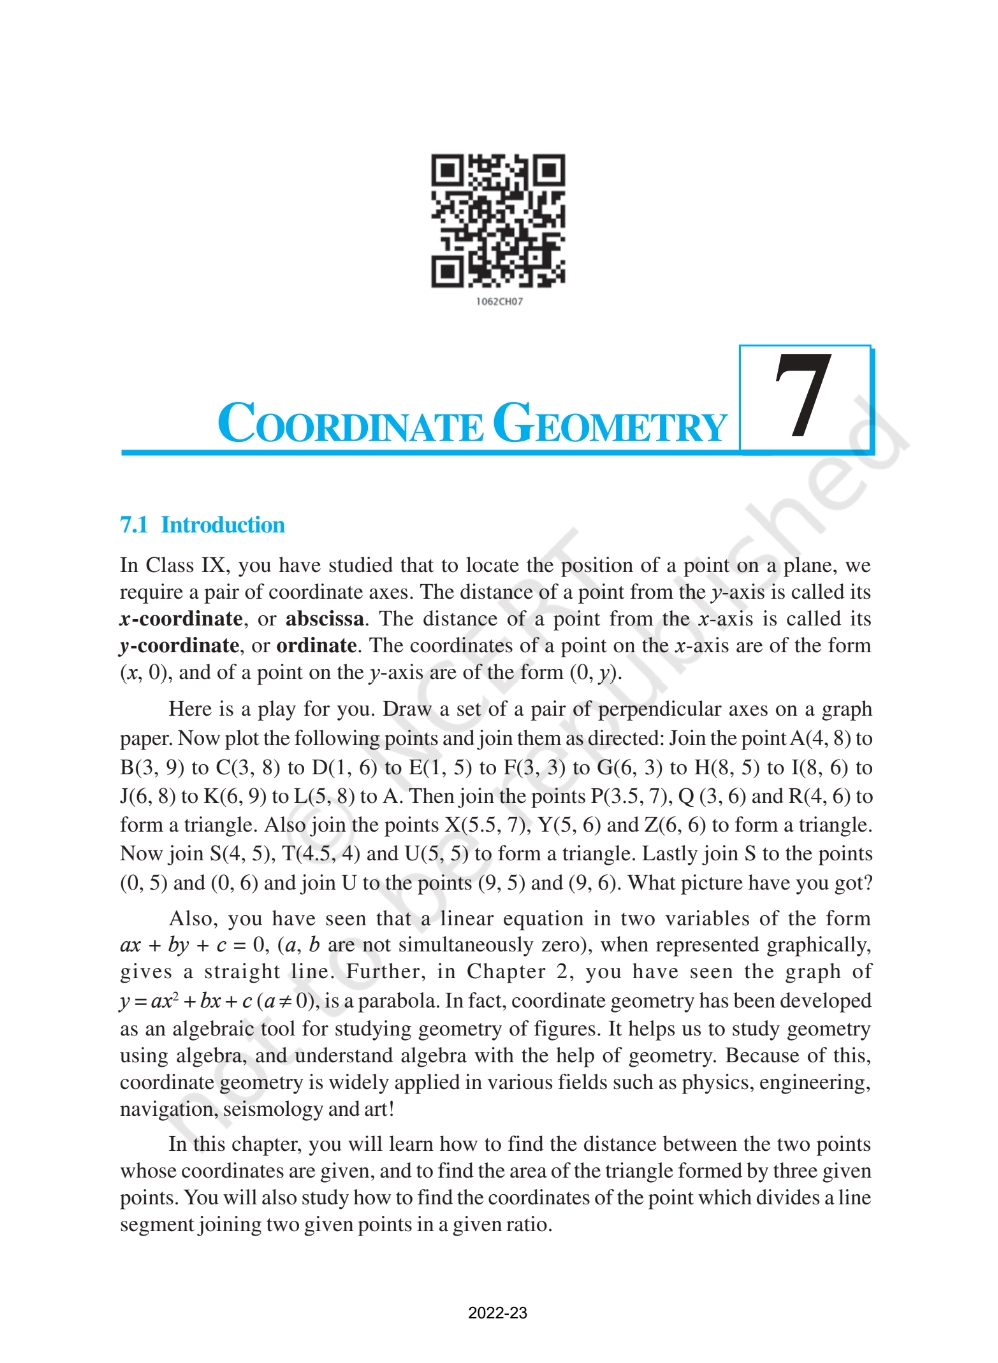 1062CH07
COORDINATE GEOMETRY 7
7.1 Introduction
In Class IX, you have studied that to locate the position of a point on a plane, we
require a pair of coordinate axes. The distance of a point from the y-axis is called its
x-coordinate, or abscissa. The distance of a point from the x-axis is called its
y-coordinate, or ordinate. The coordinates of a point on the x-axis are of the form
(x, 0), and of a point on the y-axis are of the form (0, y).
Here is a play for you. Draw a set of a pair of perpendicular axes on a graph
paper. Now plot the following points and join them as directed: Join the point A(4, 8) to
B(3, 9) to C(3, 8) to D(1, 6) to E(1, 5) to F(3, 3) to G(6, 3) to H(8, 5) to I(8, 6) to
J(6, 8) to K(6, 9) to L(5, 8) to A. Then join the points P(3.5, 7), Q (3, 6) and R(4, 6) to
form a triangle. Also join the points X(5.5, 7), Y(5, 6) and Z(6, 6) to form a triangle.
Now join S(4, 5), T(4.5, 4) and U(5, 5) to form a triangle. Lastly join S to the points
(0, 5) and (0, 6) and join U to the points (9, 5) and (9, 6). What picture have you got?
Also, you have seen that a linear equation in two variables of the form
ax + by + c = 0, (a, b are not simultaneously zero), when represented graphically,
gives a straight line. Further, in Chapter 2, you have seen the graph of
y = ax² + bx + c (a ≠ 0), is a parabola. In fact, coordinate geometry has been developed
as an algebraic tool for studying geometry of figures. It helps us to study geometry
using algebra, and understand algebra with the help of geometry. Because of this,
coordinate geometry is widely applied in various fields such as physics, engineering,
navigation, seismology and art!
In this chapter, you will learn how to find the distance between the two points
whose coordinates are given, and to find the area of the triangle formed by three given
points. You will also study how to find the coordinates of the point which divides a line
segment joining two given points in a given ratio.
© NCERT
not to be republished
2022-23